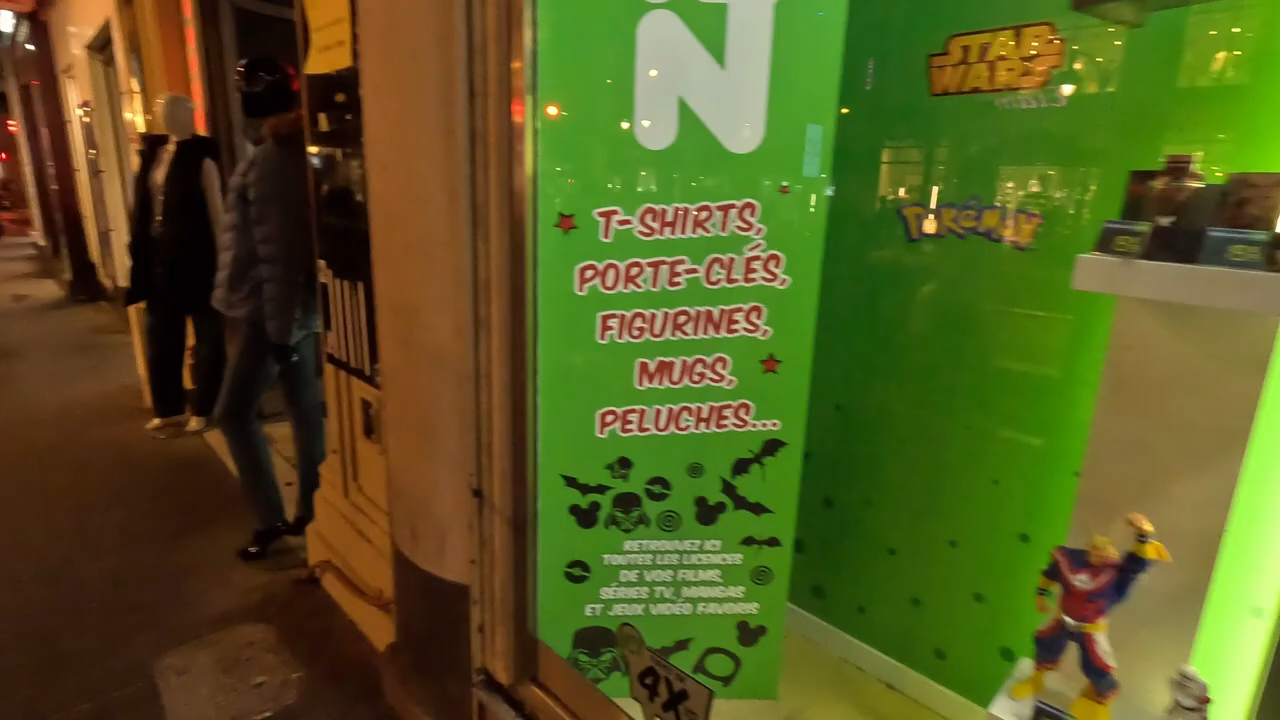 N
T-SHIRTS,
PORTE-CLÉS,
FIGURINES,
MUGS,
PELUCHES...
RETROUVEZ ICI
TOUTES LES LICENCES
DE VOS FILMS,
SÉRIES TV, MANGAS
ET JEUX VIDÉO FAVORIS
4X
STAR
WARS
POKÉMON